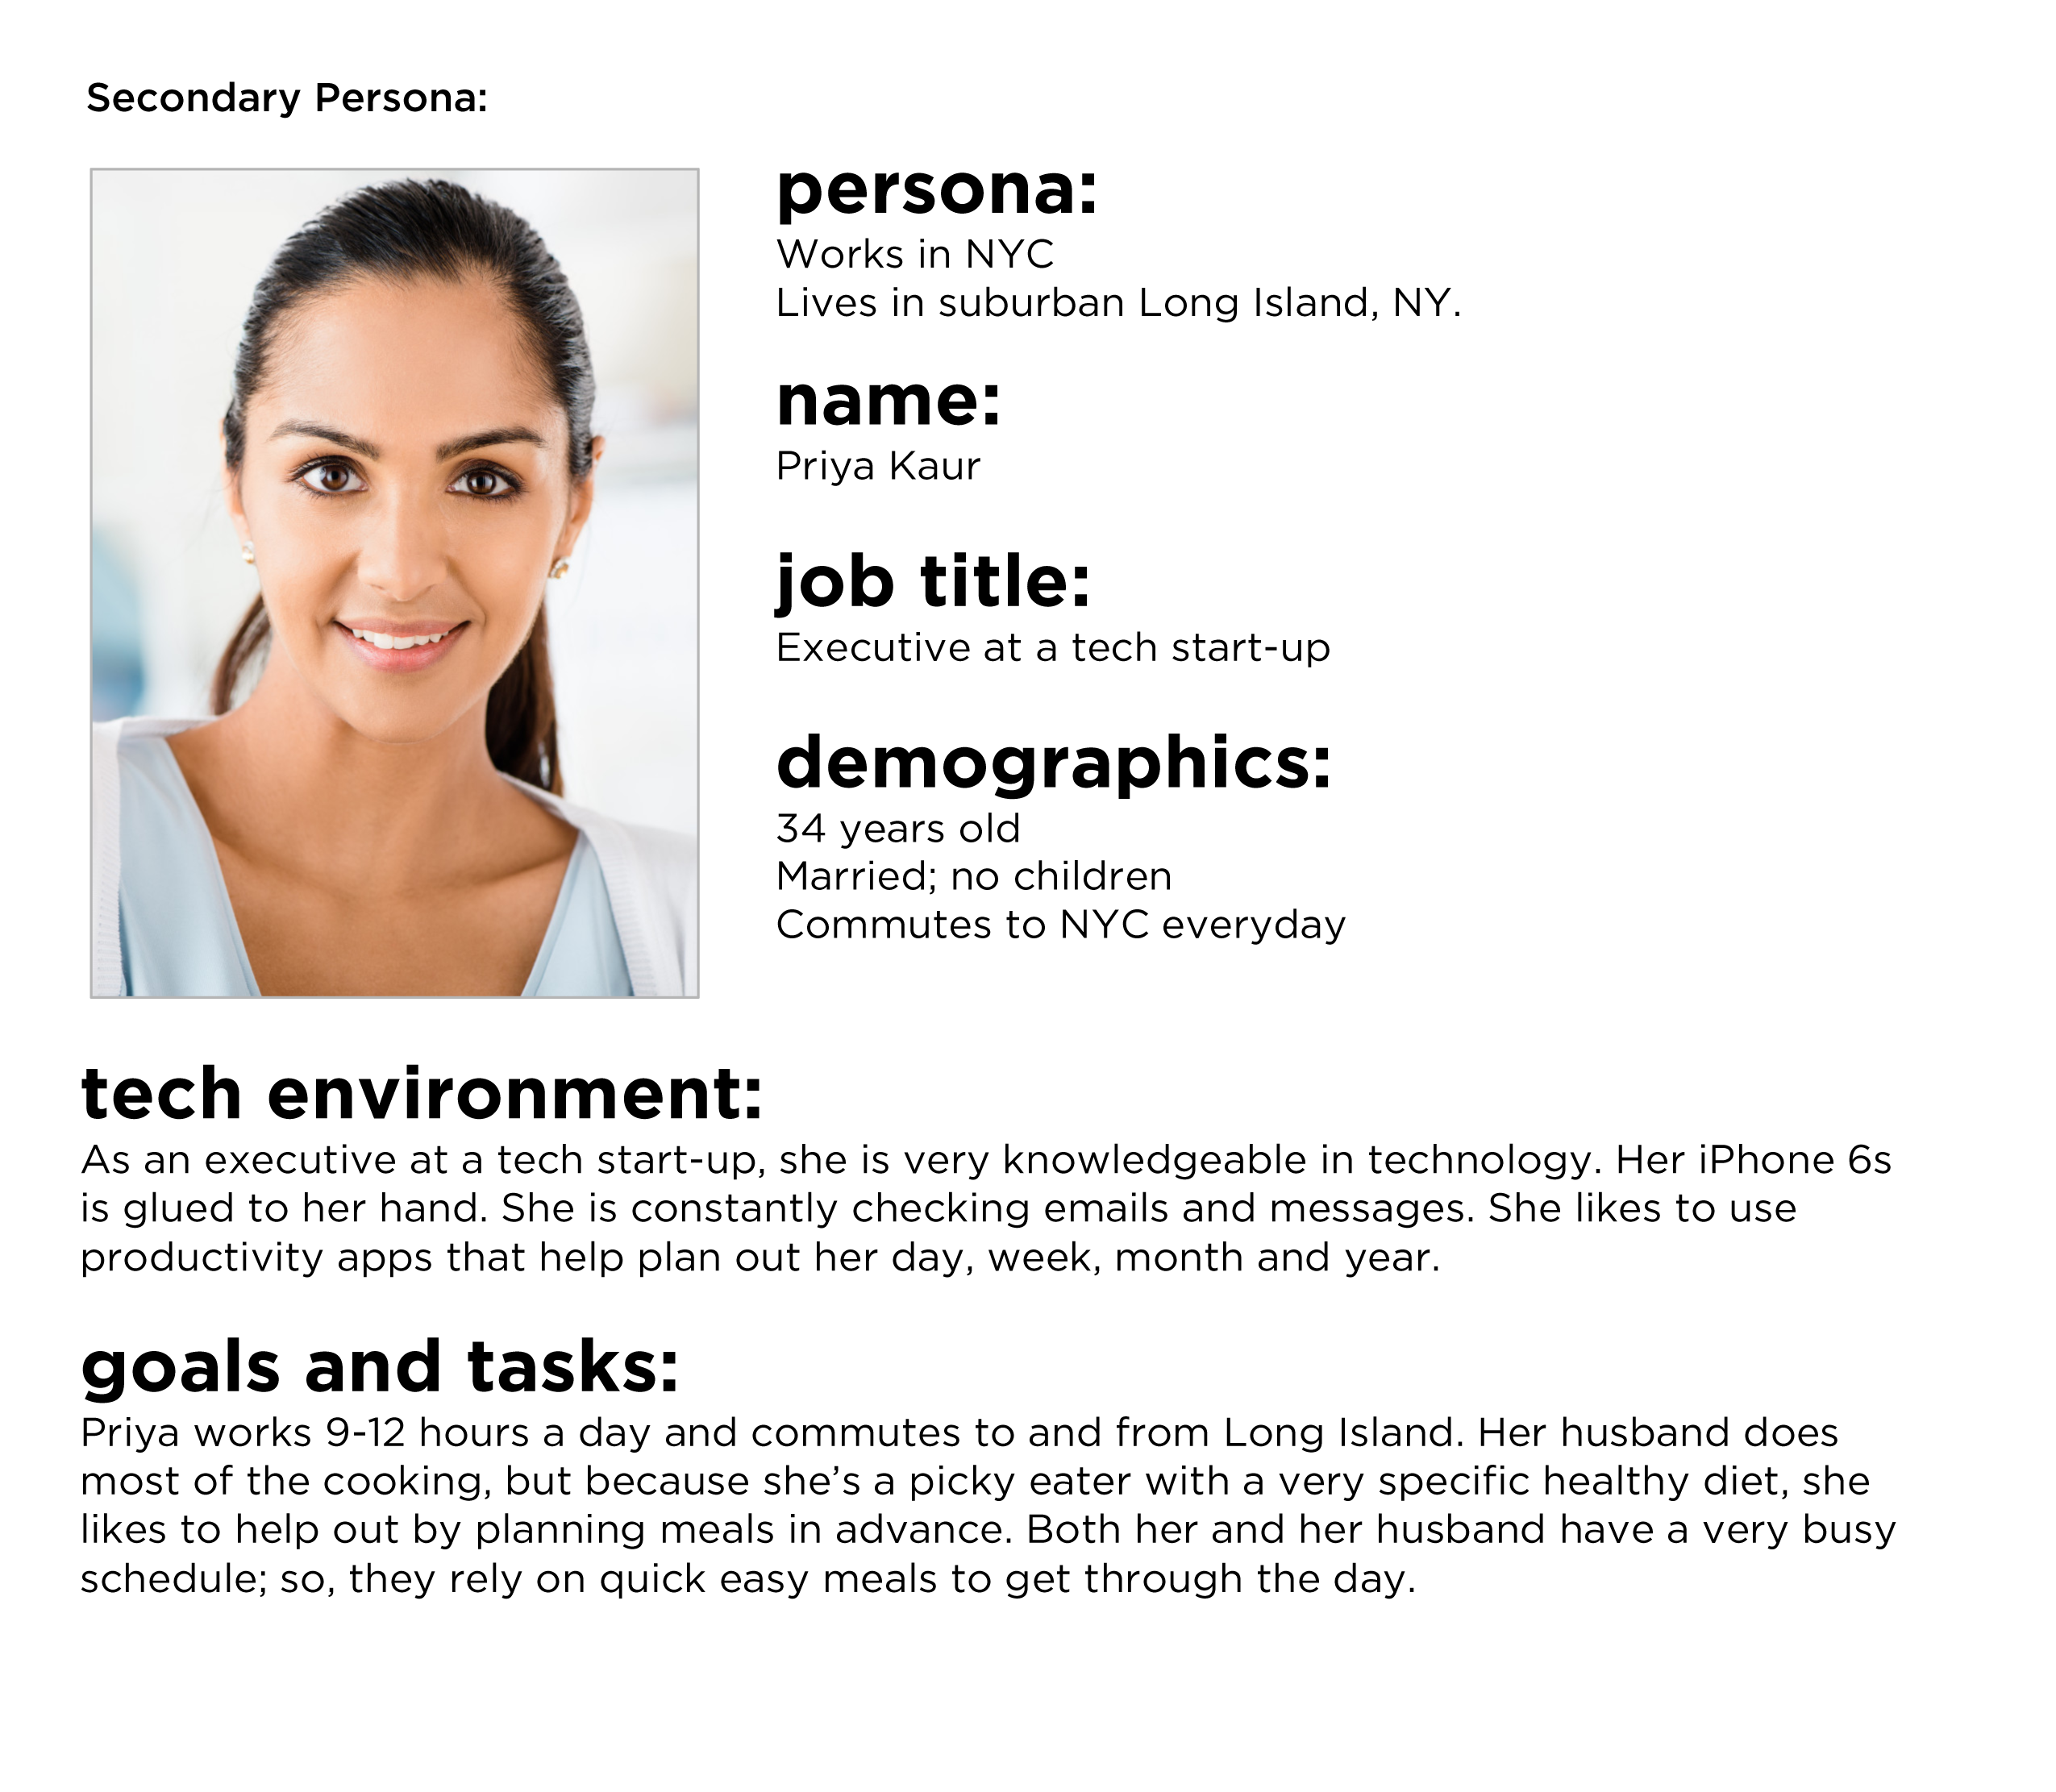 Secondary Persona:
persona:
Works in NYC
Lives in suburban Long Island, NY.
name:
Priya Kaur
job title:
Executive at a tech start-up
demographics:
34 years old
Married; no children
Commutes to NYC everyday
tech environment:
As an executive at a tech start-up, she is very knowledgeable in technology. Her iPhone 6s
is glued to her hand. She is constantly checking emails and messages. She likes to use
productivity apps that help plan out her day, week, month and year.
goals and tasks:
Priya works 9-12 hours a day and commutes to and from Long Island. Her husband does
most of the cooking, but because she’s a picky eater with a very specific healthy diet, she
likes to help out by planning meals in advance. Both her and her husband have a very busy
schedule; so, they rely on quick easy meals to get through the day.